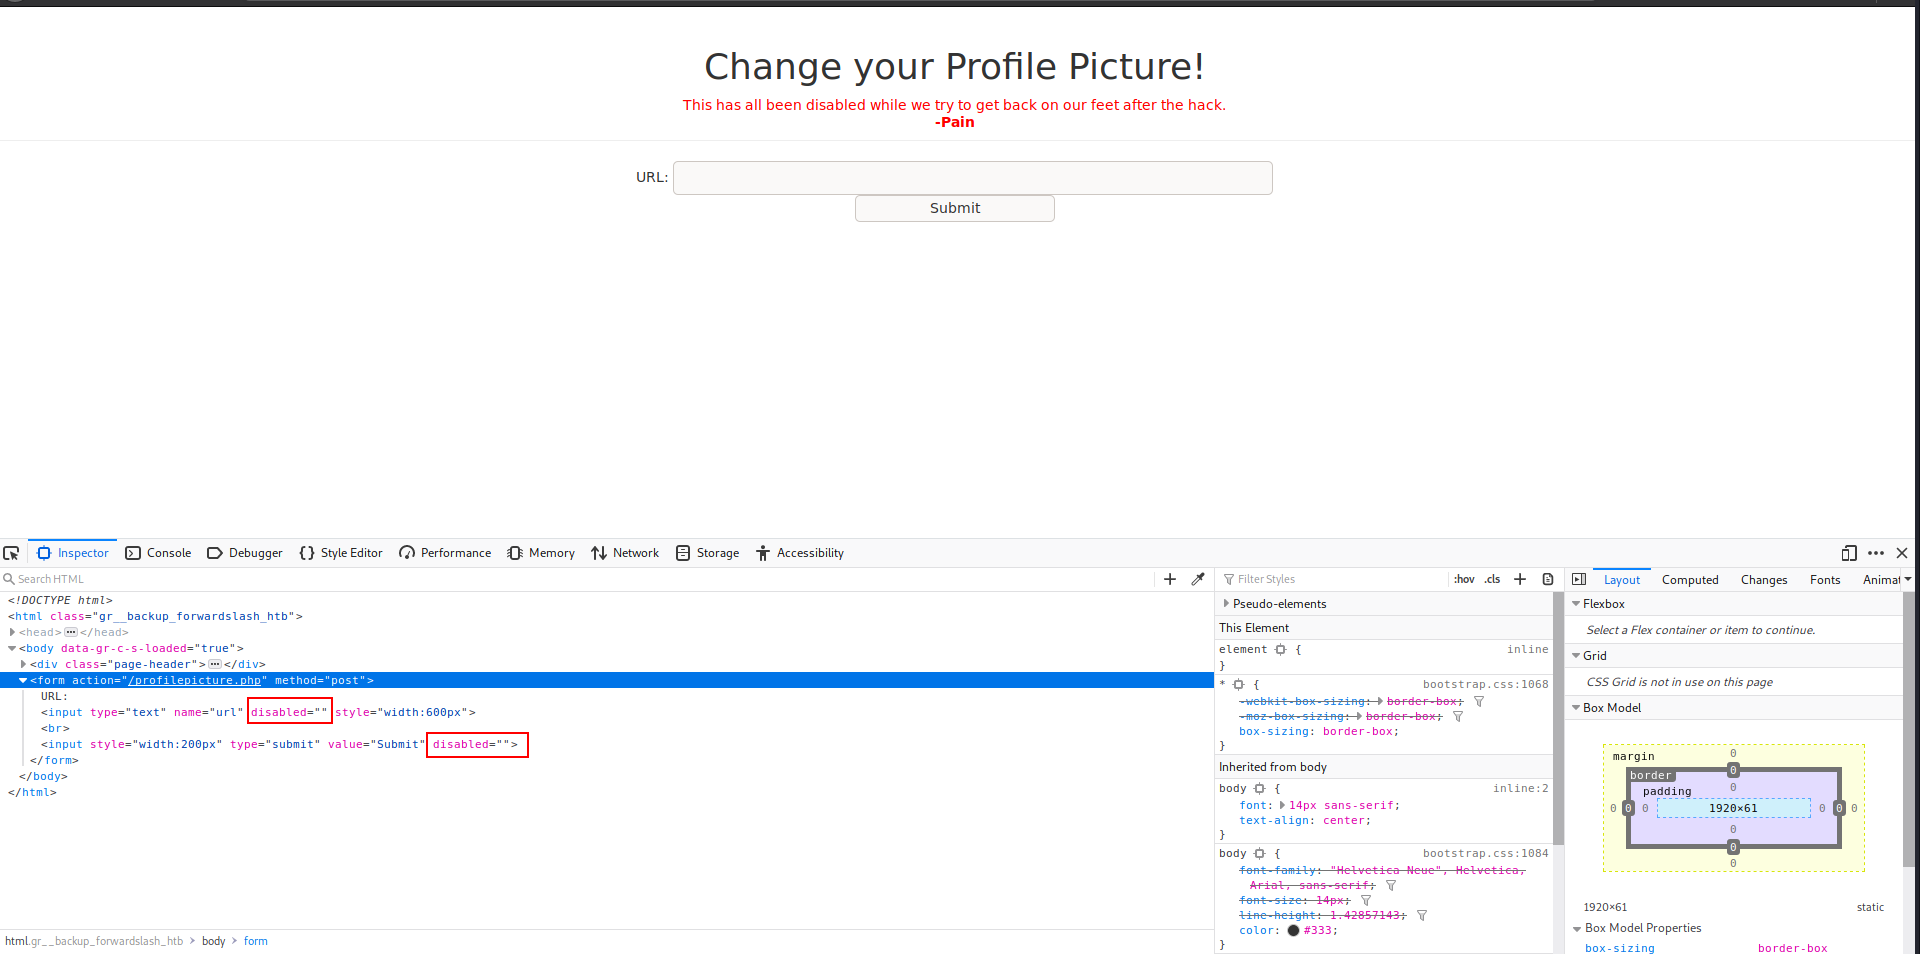 Change your Profile Picture!
This has all been disabled while we try to get back on our feet after the hack.
-Pain
URL:
Submit
Inspector Console Debugger Style Editor Performance Memory Network Storage Accessibility
Search HTML
<!DOCTYPE html>
<html class="gr__backup_forwardslash_htb">
<head></head>
<body data-gr-c-s-loaded="true">
<div class="page-header"></div>
<form action="/profilepicture.php" method="post">
URL:
<input type="text" name="url" disabled="" style="width:600px">
<br>
<input style="width:200px" type="submit" value="Submit" disabled="">
</form>
</body>
</html>
html.gr__backup_forwardslash_htb > body > form
Filter Styles :hov .cls
Pseudo-elements
This Element
element { inline
}
* { bootstrap.css:1068
-webkit-box-sizing: border-box;
-moz-box-sizing: border-box;
box-sizing: border-box;
}
Inherited from body
body { inline:2
font: 14px sans-serif;
text-align: center;
}
body { bootstrap.css:1084
font-family: "Helvetica Neue", Helvetica,
Arial, sans-serif;
font-size: 14px;
line-height: 1.42857143;
color: #333;
}
Layout Computed Changes Fonts Animat
Flexbox
Select a Flex container or item to continue.
Grid
CSS Grid is not in use on this page
Box Model
margin 0
border 0
padding 0
0 0 0 1920×61 0 0 0
0
0
0
1920×61 static
Box Model Properties
box-sizing border-box